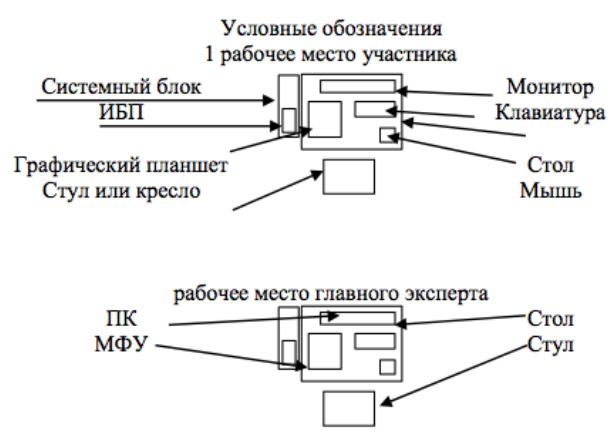 Условные обозначения
1 рабочее место участника
Системный блок
Монитор
ИБП
Клавиатура
Графический планшет
Стол
Стул или кресло
Мышь
рабочее место главного эксперта
ПК
Стол
МФУ
Стул